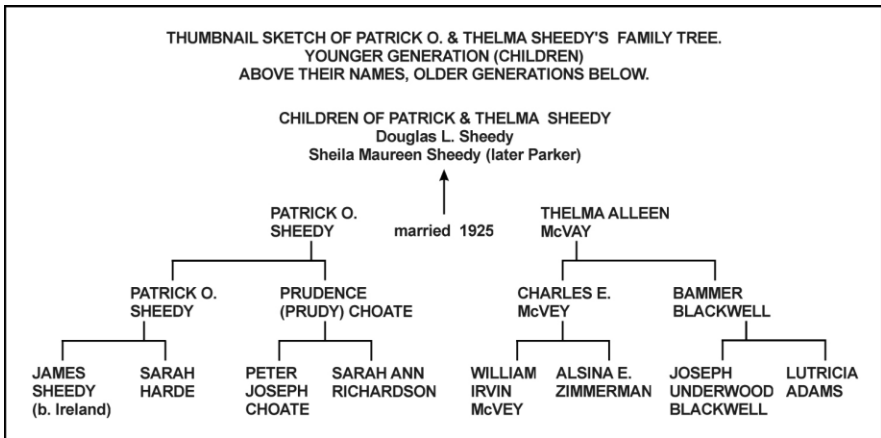 THUMBNAIL SKETCH OF PATRICK O. & THELMA SHEEDY'S FAMILY TREE.
YOUNGER GENERATION (CHILDREN)
ABOVE THEIR NAMES, OLDER GENERATIONS BELOW.
CHILDREN OF PATRICK & THELMA SHEEDY
Douglas L. Sheedy
Sheila Maureen Sheedy (later Parker)
PATRICK O.
SHEEDY
married 1925
THELMA ALLEEN
McVAY
PATRICK O.
SHEEDY
PRUDENCE
(PRUDY) CHOATE
CHARLES E.
McVEY
BAMMER
BLACKWELL
JAMES
SHEEDY
(b. Ireland)
SARAH
HARDE
PETER
JOSEPH
CHOATE
SARAH ANN
RICHARDSON
WILLIAM
IRVIN
McVEY
ALSINA E.
ZIMMERMAN
JOSEPH
UNDERWOOD
BLACKWELL
LUTRICIA
ADAMS